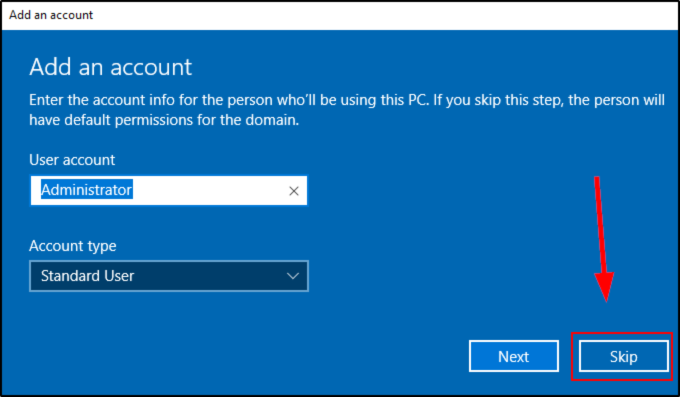 Add an account
Add an account
Enter the account info for the person who'll be using this PC. If you skip this step, the person will
have default permissions for the domain.
User account
Administrator
Account type
Standard User
Next Skip